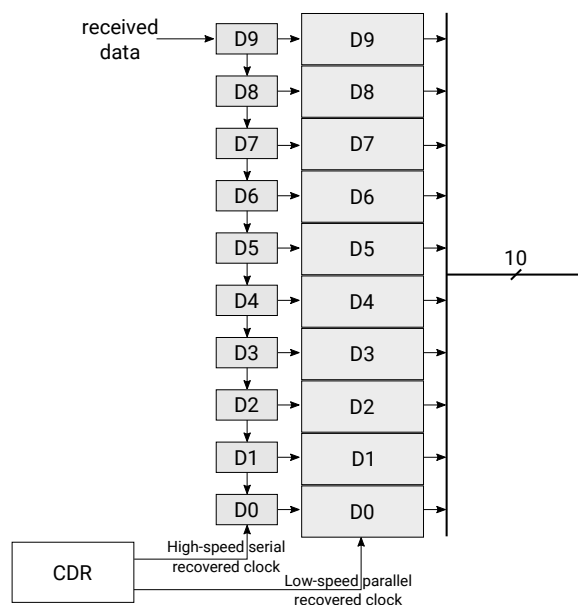 received
data
D9 D9
D8 D8
D7 D7
D6 D6
D5 D5
10
D4 D4
D3 D3
D2 D2
D1 D1
D0 D0
High-speed serial
recovered clock
CDR
Low-speed parallel
recovered clock